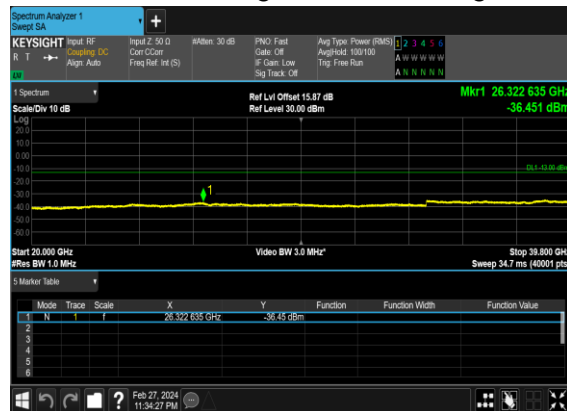 Spectrum Analyzer 1
Swept SA
+
KEYSIGHT Input: RF Input Z: 50 Ω #Atten: 30 dB PNO: Fast Avg Type: Power (RMS) 1 2 3 4 5 6
R T Coupling: DC Corr CCorr Gate: Off Avg|Hold: 100/100 A W W W W W
Align: Auto Freq Ref: Int (S) IF Gain: Low Trig: Free Run A N N N N N
Sig Track: Off
1 Spectrum Ref Lvl Offset 15.87 dB Mkr1 26.322 635 GHz
Scale/Div 10 dB Ref Level 30.00 dBm -36.451 dBm
Log
20.0
10.0
0.00
-10.0 DL1 -13.00 dBm
-20.0
-30.0 1
-40.0
-50.0
-60.0
Start 20.000 GHz Video BW 3.0 MHz* Stop 39.800 GHz
#Res BW 1.0 MHz Sweep 34.7 ms (40001 pts)
5 Marker Table
Mode Trace Scale X Y Function Function Width Function Value
1 N 1 f 26.322 635 GHz -36.45 dBm
2
3
4
5
6
? Feb 27, 2024
11:34:27 PM